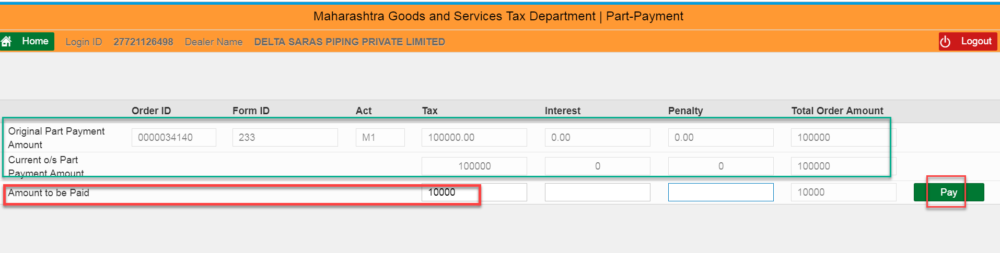 Maharashtra Goods and Services Tax Department | Part-Payment
Home Login ID 27721126498 Dealer Name DELTA SARAS PIPING PRIVATE LIMITED Logout
Order ID Form ID Act Tax Interest Penalty Total Order Amount
Original Part Payment
Amount
0000034140 233 M1 100000.00 0.00 0.00 100000
Current o/s Part
Payment Amount
100000 0 0 100000
Amount to be Paid 10000 10000 Pay